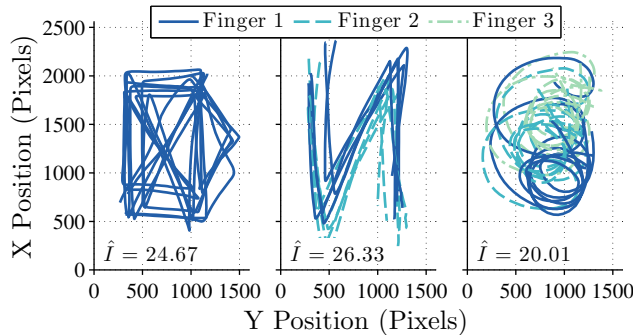 Finger 1 Finger 2 Finger 3
X Position (Pixels)
2500
2000
1500
1000
500
0
Î = 24.67 Î = 26.33 Î = 20.01
0 500 1000 1500 0 500 1000 1500 0 500 1000 1500
Y Position (Pixels)